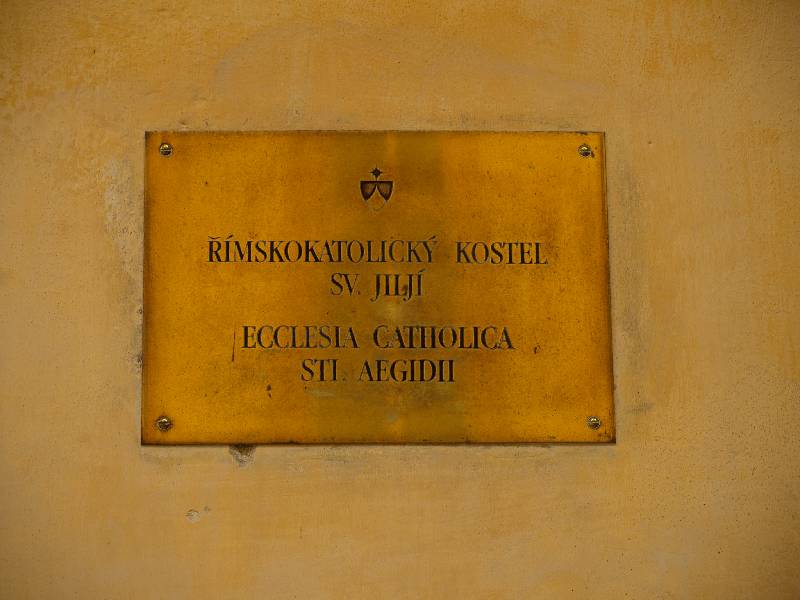 ŘÍMSKOKATOLICKÝ KOSTEL
SV. JILJÍ
ECCLESIA CATHOLICA
STI. AEGIDII